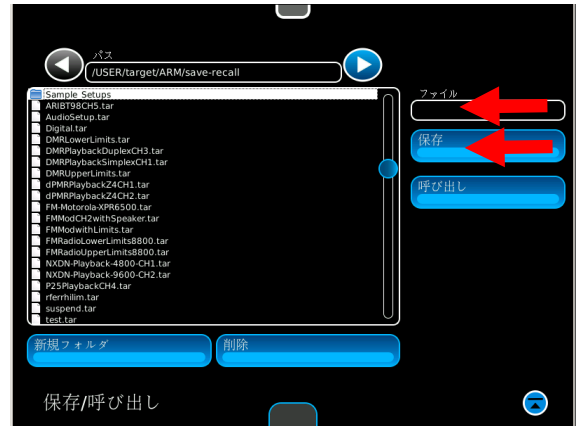 パス
/USER/target/ARM/save-recall
Sample Setups
ARIBT98CH5.tar
AudioSetup.tar
Digital.tar
DMRLowerLimits.tar
DMRPlaybackDuplexCH3.tar
DMRPlaybackSimplexCH1.tar
DMRUpperLimits.tar
dPMRPlaybackZ4CH1.tar
dPMRPlaybackZ4CH2.tar
FM-Motorola-XPR6500.tar
FMModCH2withSpeaker.tar
FMModwithLimits.tar
FMRadioLowerLimits8800.tar
FMRadioUpperLimits8800.tar
NXDN-Playback-4800-CH1.tar
NXDN-Playback-9600-CH2.tar
P25PlaybackCH4.tar
rferrhilim.tar
suspend.tar
test.tar
ファイル
保存
呼び出し
新規フォルダ
削除
保存/呼び出し